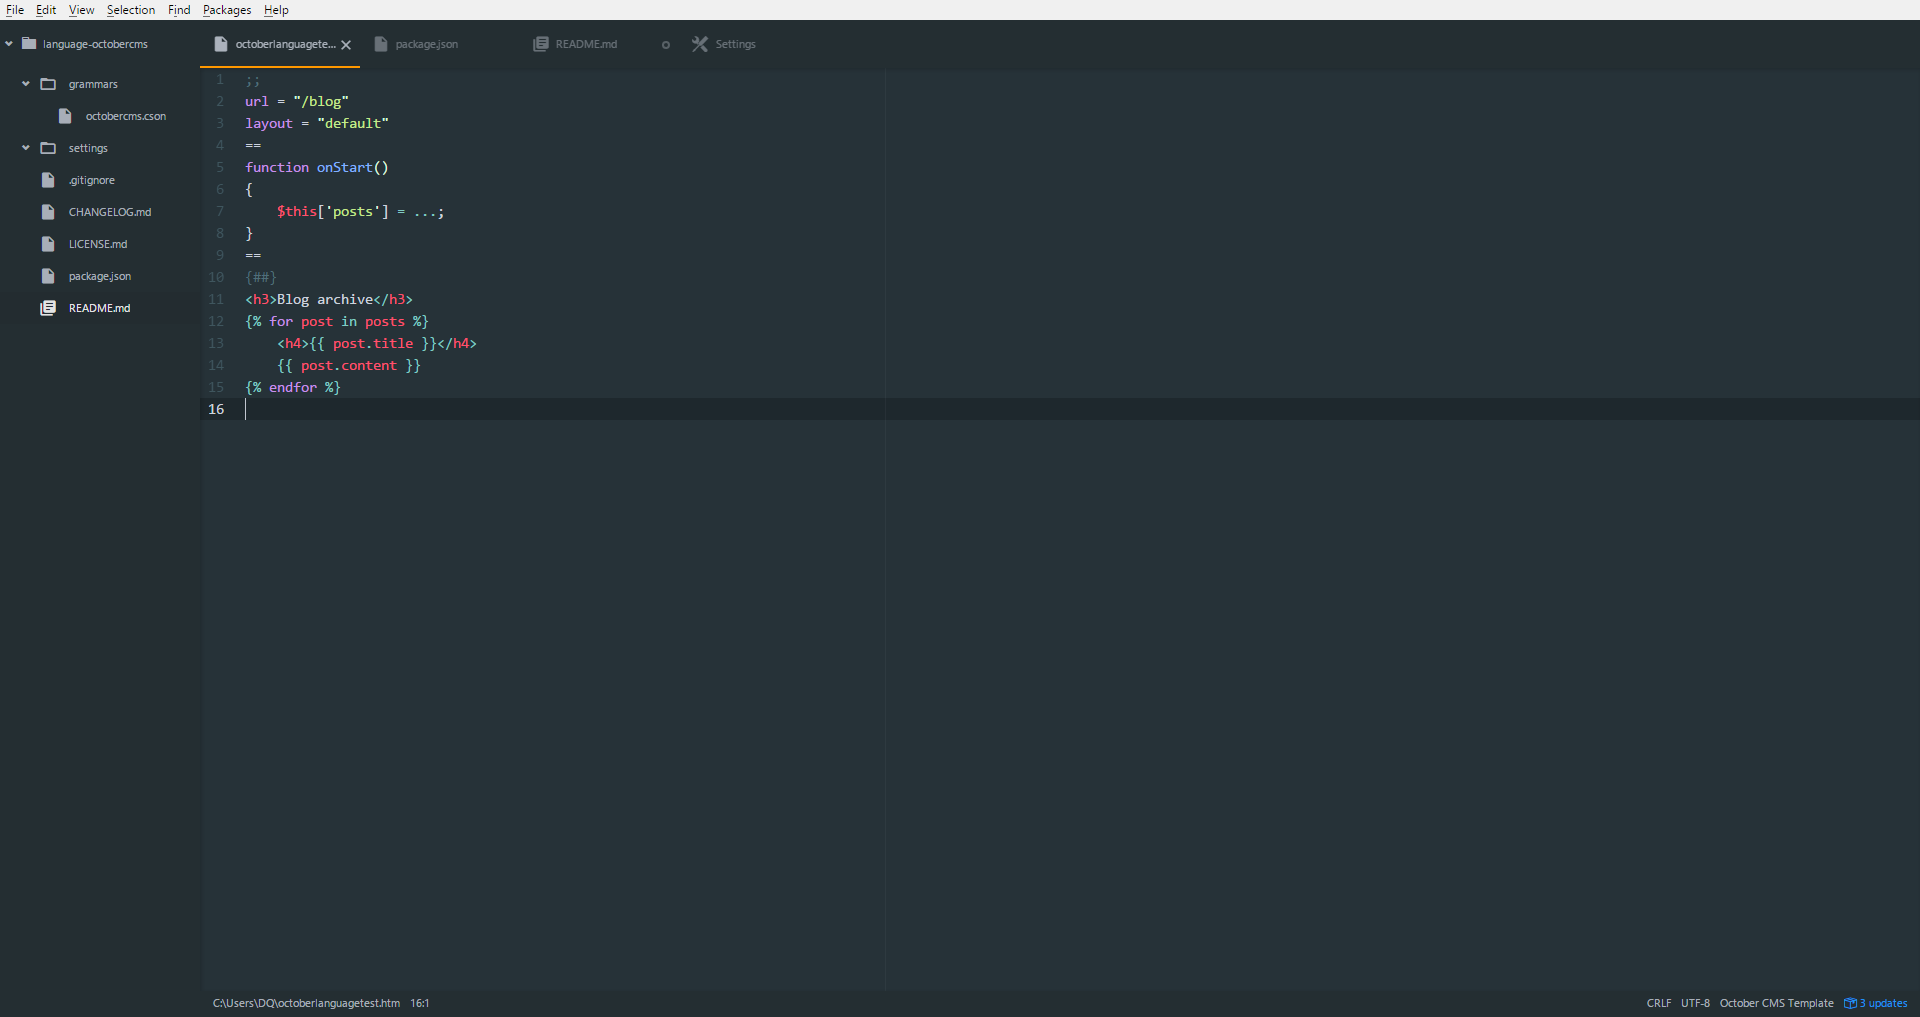 File Edit View Selection Find Packages Help
language-octobercms
grammars
octobercms.cson
settings
.gitignore
CHANGELOG.md
LICENSE.md
package.json
README.md
octoberlanguagete... package.json README.md Settings
1 ;;
2 url = "/blog"
3 layout = "default"
4 ==
5 function onStart()
6 {
7     $this['posts'] = ...;
8 }
9 ==
10 {##}
11 <h3>Blog archive</h3>
12 {% for post in posts %}
13     <h4>{{ post.title }}</h4>
14     {{ post.content }}
15 {% endfor %}
16
C:\Users\DQ\octoberlanguagetest.htm 16:1 CRLF UTF-8 October CMS Template 3 updates